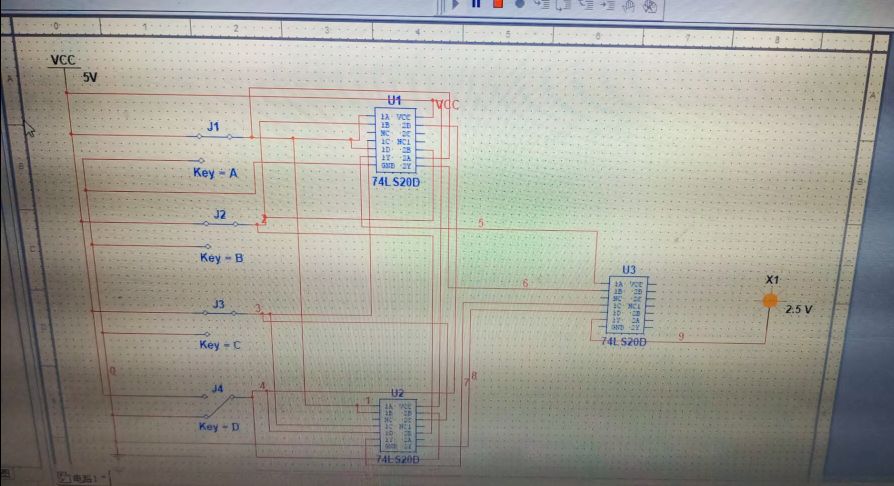 0 1 2 3 4 5 6 7 8
VCC
5V
A
A
U1
VCC
J1
1A VCC
1B 2D
NC 2C
1C NC1
1D 2B
1Y 2A
GND 2Y
74LS20D
Key = A
B
B
J2
2
5
Key = B
C
U3
X1
6
1A VCC
1B 2D
NC 2C
1C NC1
1D 2B
1Y 2A
GND 2Y
2.5 V
J3
3
74LS20D
9
Key = C
0
8
7
J4
4
U2
1
1A VCC
1B 2D
NC 2C
1C NC1
1D 2B
1Y 2A
GND 2Y
Key = D
74LS20D
电路1